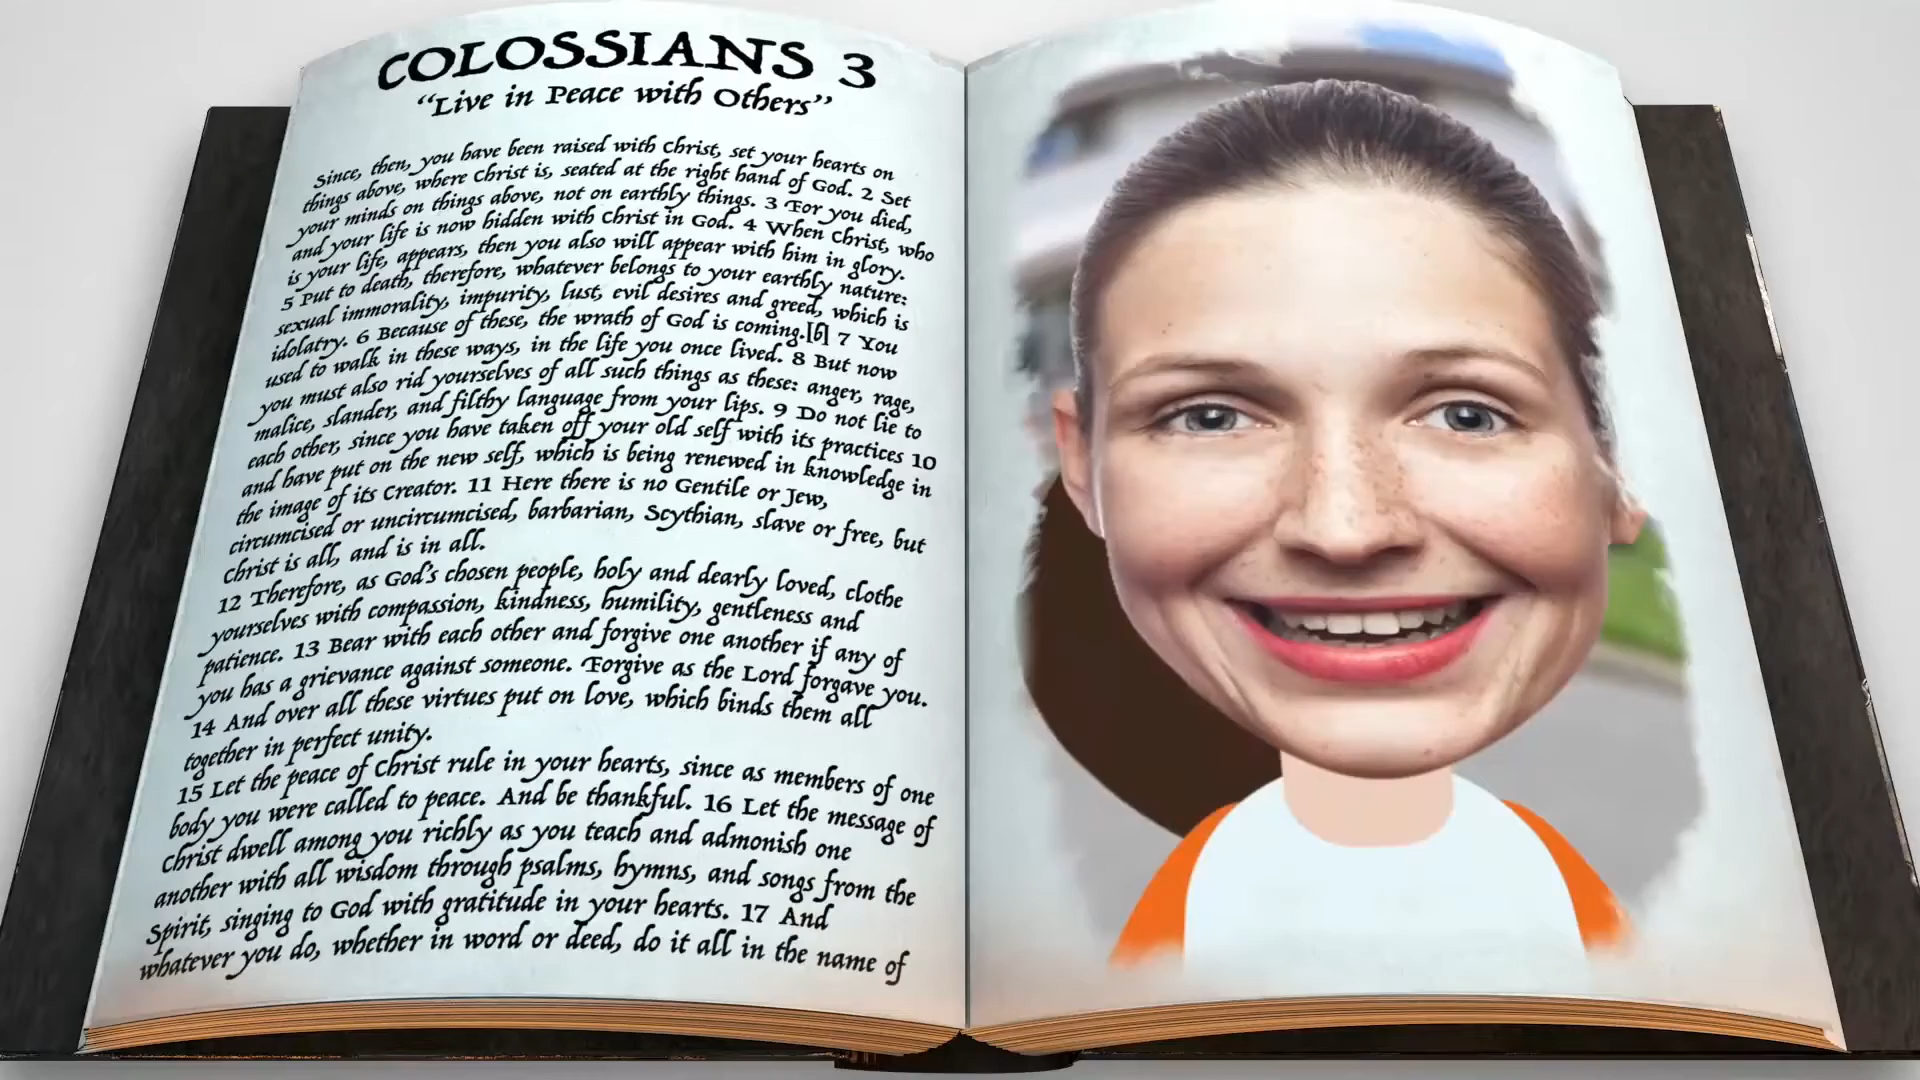 COLOSSIANS 3
“Live in Peace with Others”
Since, then, you have been raised with Christ, set your hearts on
things above, where Christ is, seated at the right hand of God. 2 Set
your minds on things above, not on earthly things. 3 For you died,
and your life is now hidden with Christ in God. 4 When Christ, who
is your life, appears, then you also will appear with him in glory.
5 Put to death, therefore, whatever belongs to your earthly nature:
sexual immorality, impurity, lust, evil desires and greed, which is
idolatry. 6 Because of these, the wrath of God is coming.[b] 7 You
used to walk in these ways, in the life you once lived. 8 But now
you must also rid yourselves of all such things as these: anger, rage,
malice, slander, and filthy language from your lips. 9 Do not lie to
each other, since you have taken off your old self with its practices 10
and have put on the new self, which is being renewed in knowledge in
the image of its Creator. 11 Here there is no Gentile or Jew,
circumcised or uncircumcised, barbarian, Scythian, slave or free, but
Christ is all, and is in all.
12 Therefore, as God's chosen people, holy and dearly loved, clothe
yourselves with compassion, kindness, humility, gentleness and
patience. 13 Bear with each other and forgive one another if any of
you has a grievance against someone. Forgive as the Lord forgave you.
14 And over all these virtues put on love, which binds them all
together in perfect unity.
15 Let the peace of Christ rule in your hearts, since as members of one
body you were called to peace. And be thankful. 16 Let the message of
Christ dwell among you richly as you teach and admonish one
another with all wisdom through psalms, hymns, and songs from the
Spirit, singing to God with gratitude in your hearts. 17 And
whatever you do, whether in word or deed, do it all in the name of